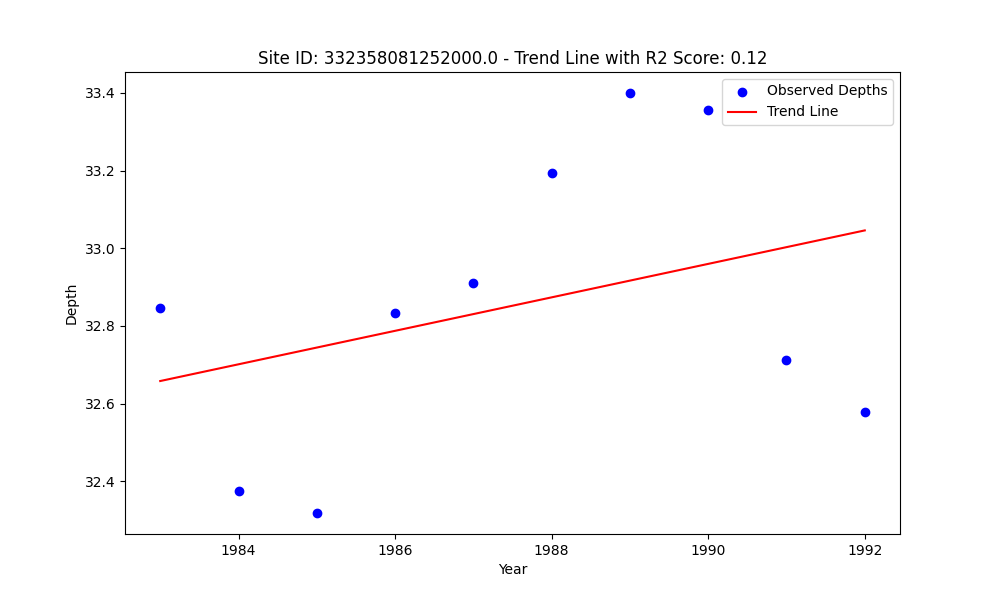 Site ID: 332358081252000.0 - Trend Line with R2 Score: 0.12
Observed Depths
Trend Line
33.4
33.2
33.0
32.8
32.6
32.4
Depth
1984
1986
1988
1990
1992
Year